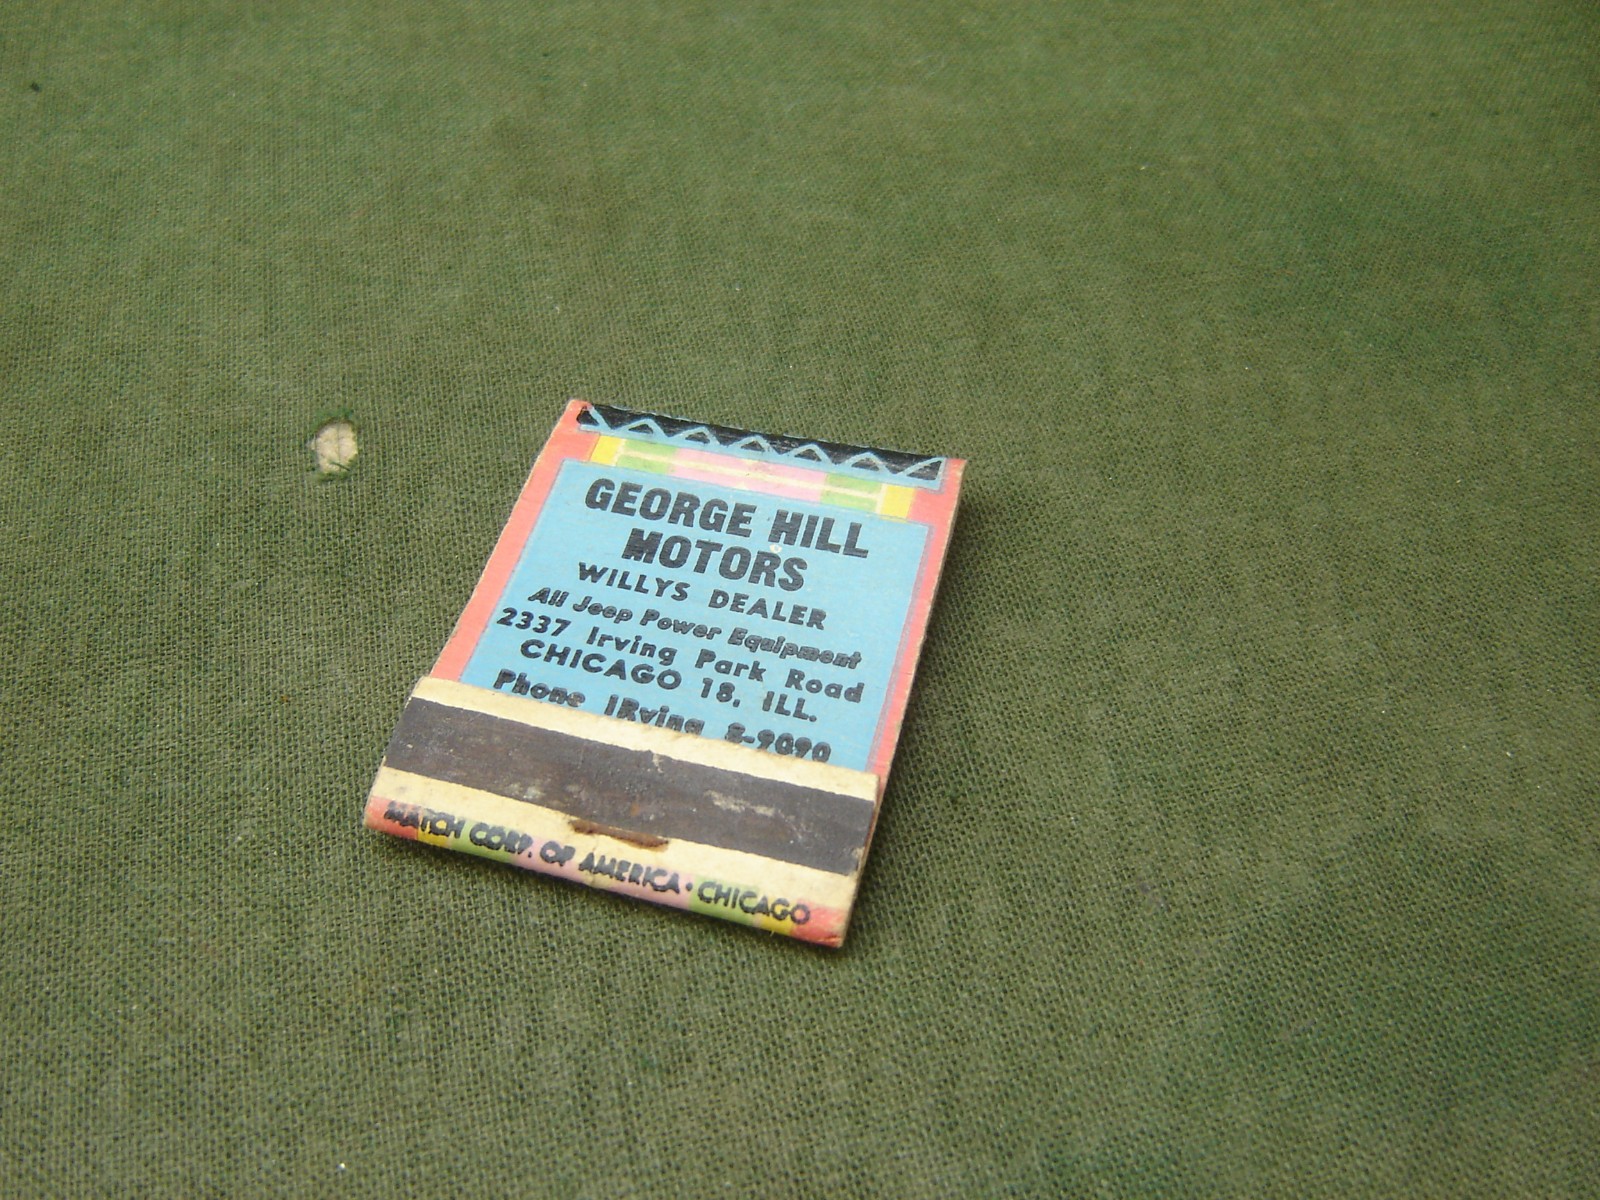 GEORGE HILL
MOTORS
WILLYS DEALER
All Jeep Power Equipment
2337 Irving Park Road
CHICAGO 18, ILL.
Phone IRving 8-9090
MATCH CORP. OF AMERICA • CHICAGO